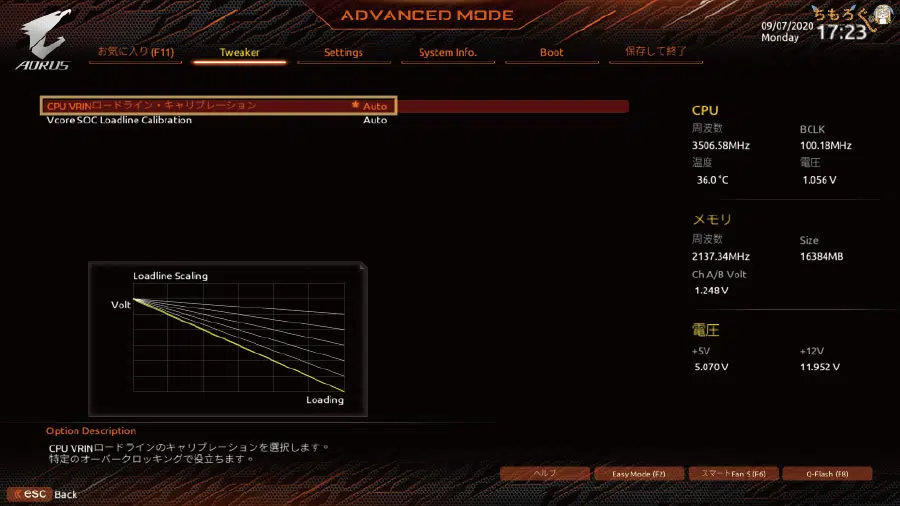 ADVANCED MODE
ちもろぐ
09/07/2020
Monday
17:23
AORUS
お気に入り(F11)
Tweaker
Settings
System Info.
Boot
保存して終了
CPU VRINロードライン・キャリブレーション
★ Auto
Vcore SOC Loadline Calibration
Auto
CPU
周波数
BCLK
3506.58MHz
100.18MHz
温度
電圧
36.0 °C
1.056 V
メモリ
周波数
Size
2137.34MHz
16384MB
Ch A/B Volt
1.248 V
電圧
+5V
+12V
5.070 V
11.952 V
Loadline Scaling
Volt
Loading
Option Description
CPU VRINロードラインのキャリブレーションを選択します。
特定のオーバークロッキングで役立ちます。
ヘルプ
Easy Mode (F2)
スマートFan 5 (F6)
Q-Flash (F8)
esc Back